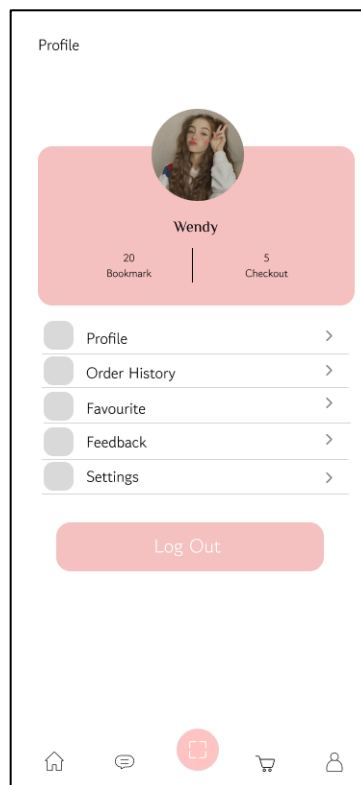 Profile
Wendy
20
Bookmark
5
Checkout
Profile
Order History
Favourite
Feedback
Settings
Log Out